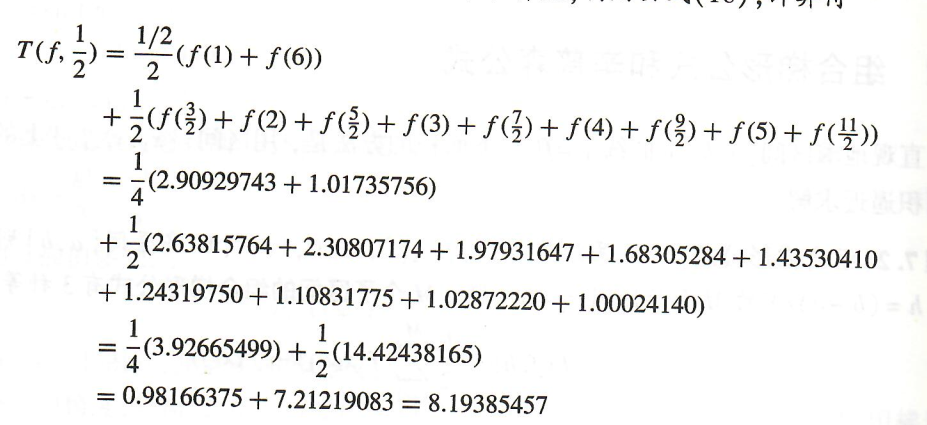 (10)
T(f, 1/2) = (1/2)/2 (f(1) + f(6))
+ 1/2 (f(3/2) + f(2) + f(5/2) + f(3) + f(7/2) + f(4) + f(9/2) + f(5) + f(11/2))
= 1/4 (2.90929743 + 1.01735756)
+ 1/2 (2.63815764 + 2.30807174 + 1.97931647 + 1.68305284 + 1.43530410
+ 1.24319750 + 1.10831775 + 1.02872220 + 1.00024140)
= 1/4 (3.92665499) + 1/2 (14.42438165)
= 0.98166375 + 7.21219083 = 8.19385457